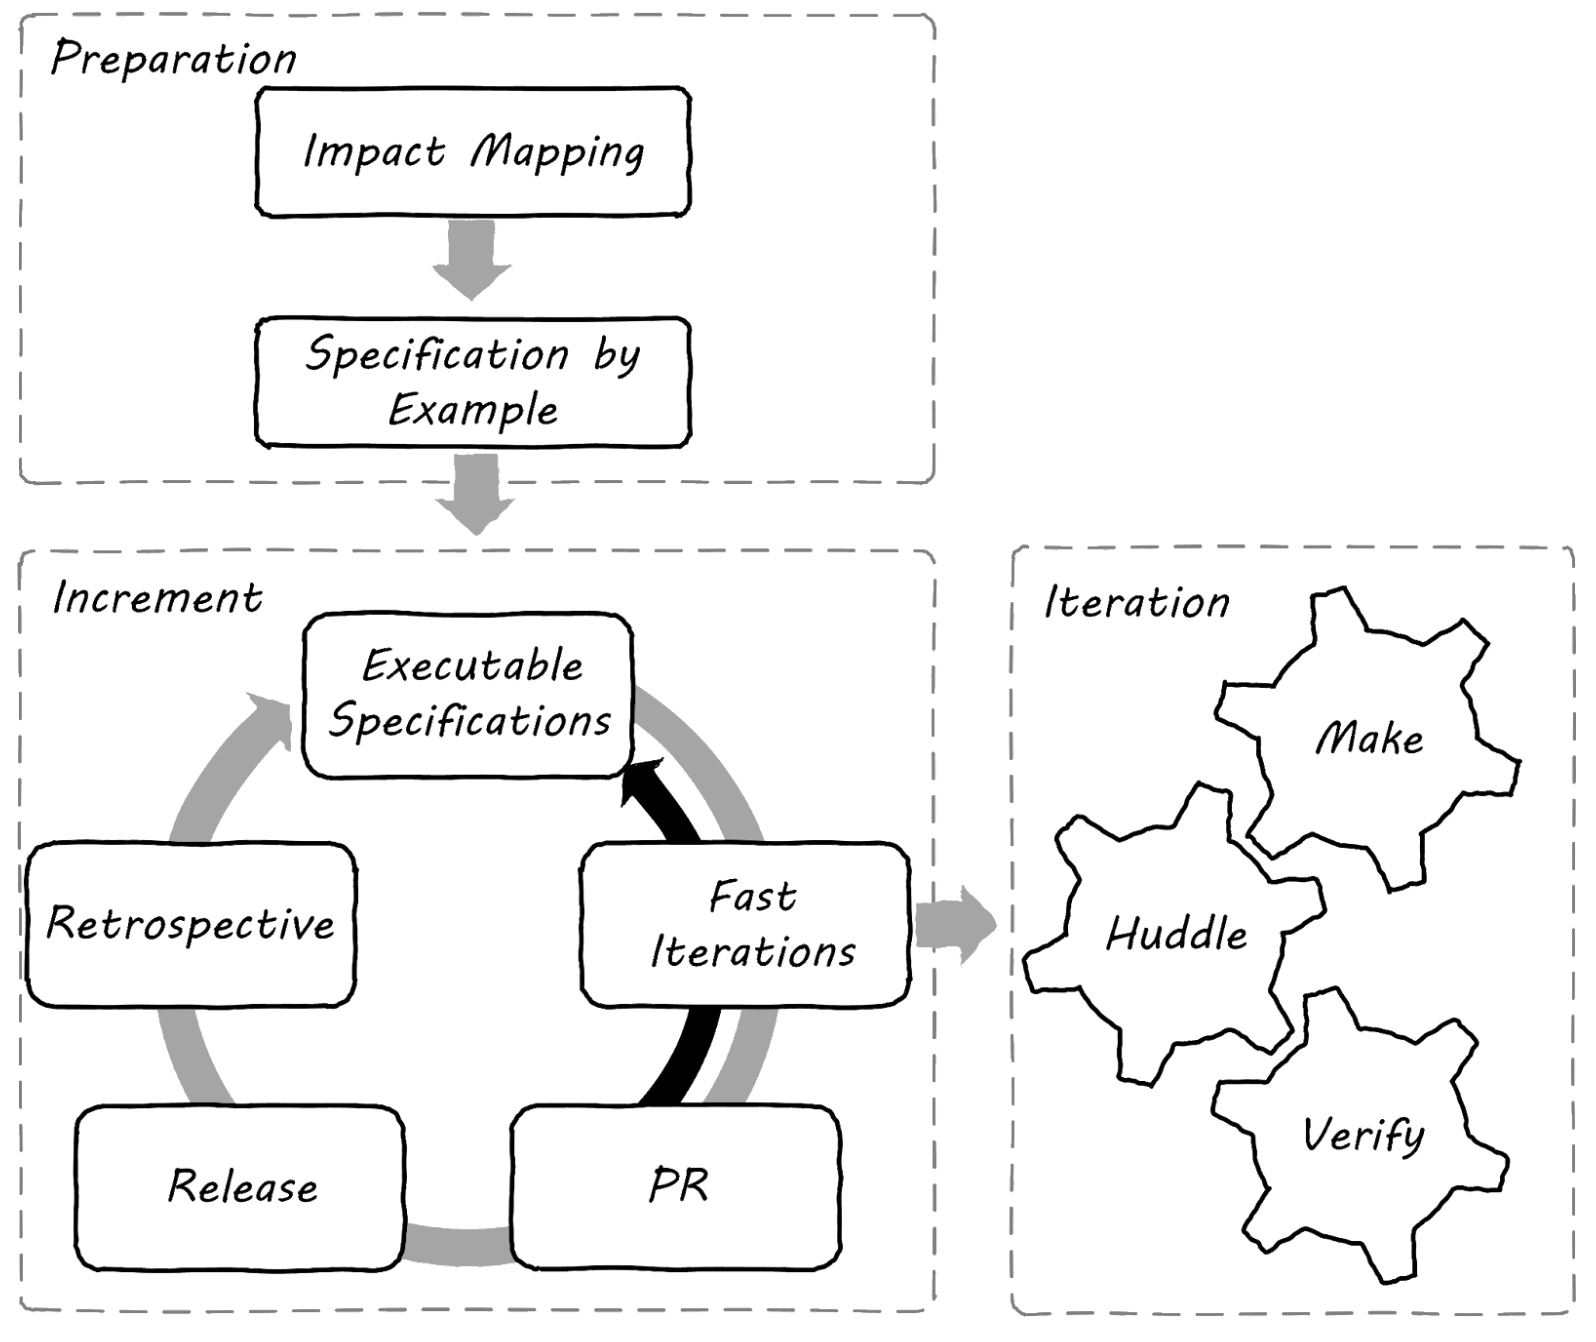 Preparation
Impact Mapping
Specification by
Example
Increment
Executable
Specifications
Retrospective
Fast
Iterations
Release
PR
Iteration
Make
Huddle
Verify